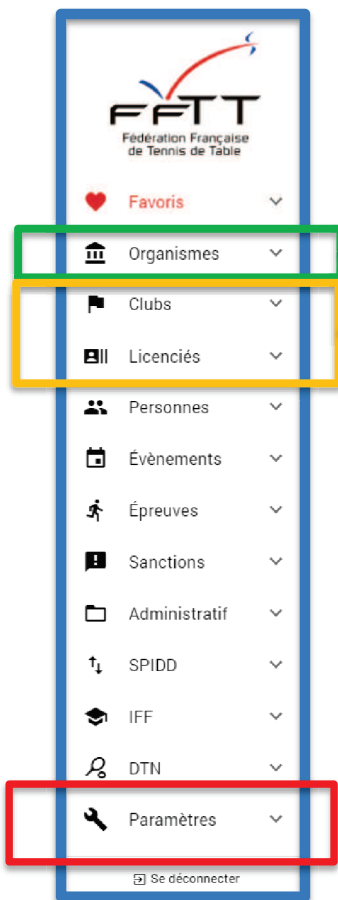 FFTT
Fédération Française
de Tennis de Table
Favoris
Organismes
Clubs
Licenciés
Personnes
Évènements
Épreuves
Sanctions
Administratif
SPIDD
IFF
DTN
Paramètres
Se déconnecter